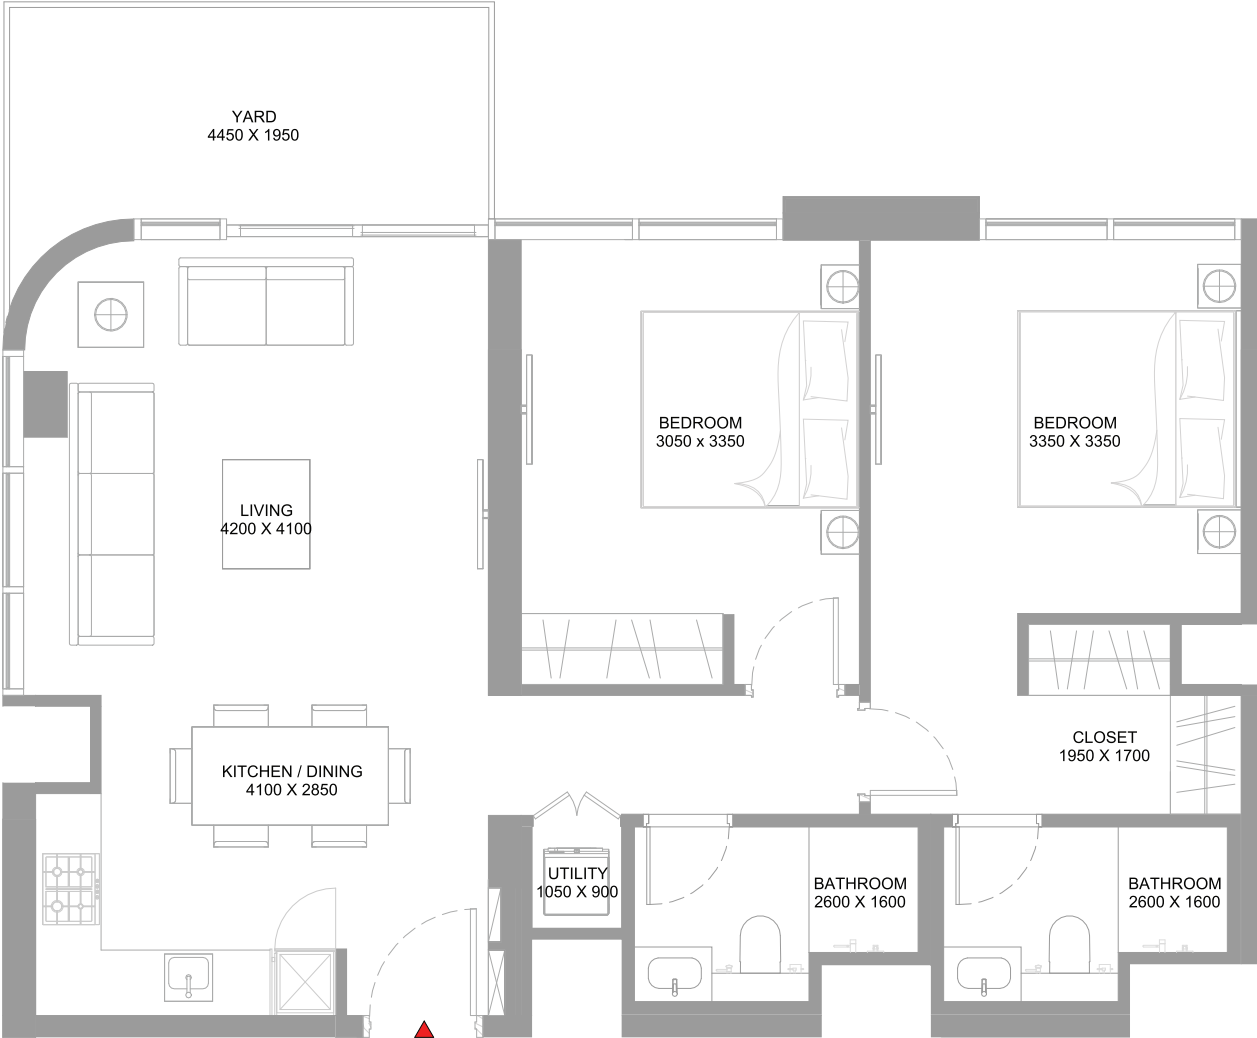 YARD
4450 X 1950
BEDROOM
3050 x 3350
BEDROOM
3350 X 3350
LIVING
4200 X 4100
CLOSET
1950 X 1700
KITCHEN / DINING
4100 X 2850
UTILITY
1050 X 900
BATHROOM
2600 X 1600
BATHROOM
2600 X 1600